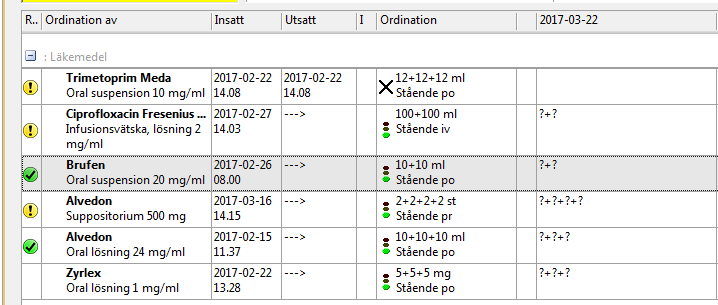 R.. Ordination av Insatt Utsatt I Ordination 2017-03-22
: Läkemedel
Trimetoprim Meda 2017-02-22 2017-02-22 12+12+12 ml
Oral suspension 10 mg/ml 14.08 14.08 Stående po
Ciprofloxacin Fresenius ... 2017-02-27 ---> 100+100 ml ?+?
Infusionsvätska, lösning 2 14.03 Stående iv
mg/ml
Brufen 2017-02-26 ---> 10+10 ml ?+?
Oral suspension 20 mg/ml 08.00 Stående po
Alvedon 2017-03-16 ---> 2+2+2+2 st ?+?+?+?
Suppositorium 500 mg 14.15 Stående pr
Alvedon 2017-02-15 ---> 10+10+10 ml ?+?+?
Oral lösning 24 mg/ml 11.37 Stående po
Zyrlex 2017-02-22 ---> 5+5+5 mg ?+?+?
Oral lösning 1 mg/ml 13.28 Stående po